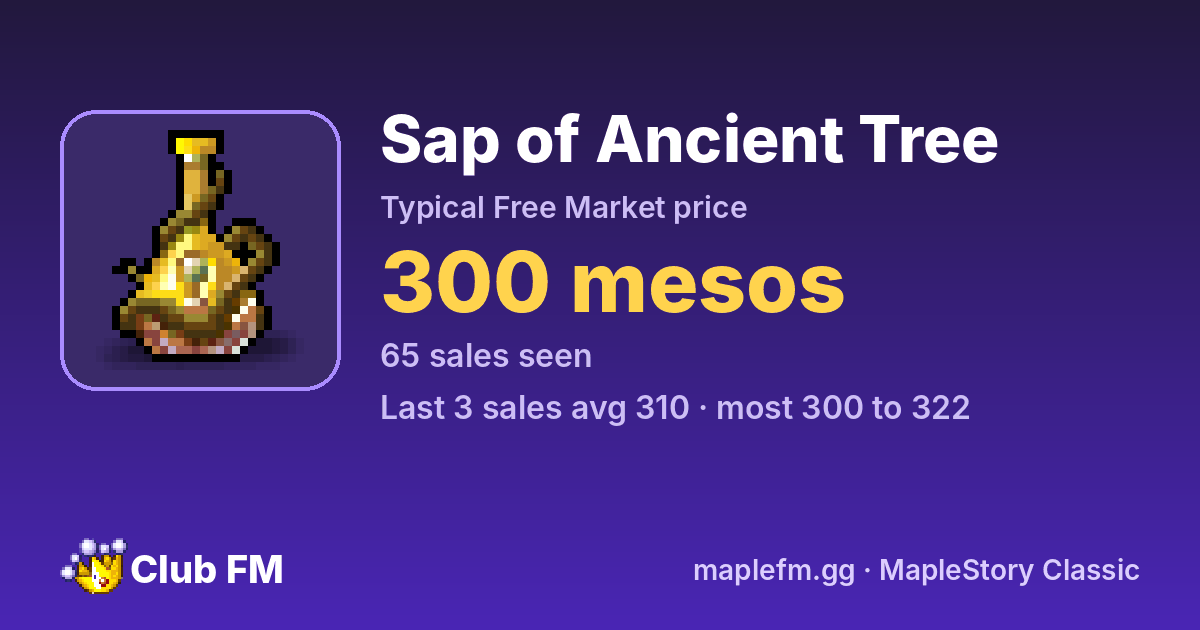 Sap of Ancient Tree
Typical Free Market price
300 mesos
65 sales seen
Last 3 sales avg 310 · most 300 to 322
Club FM
maplefm.gg · MapleStory Classic